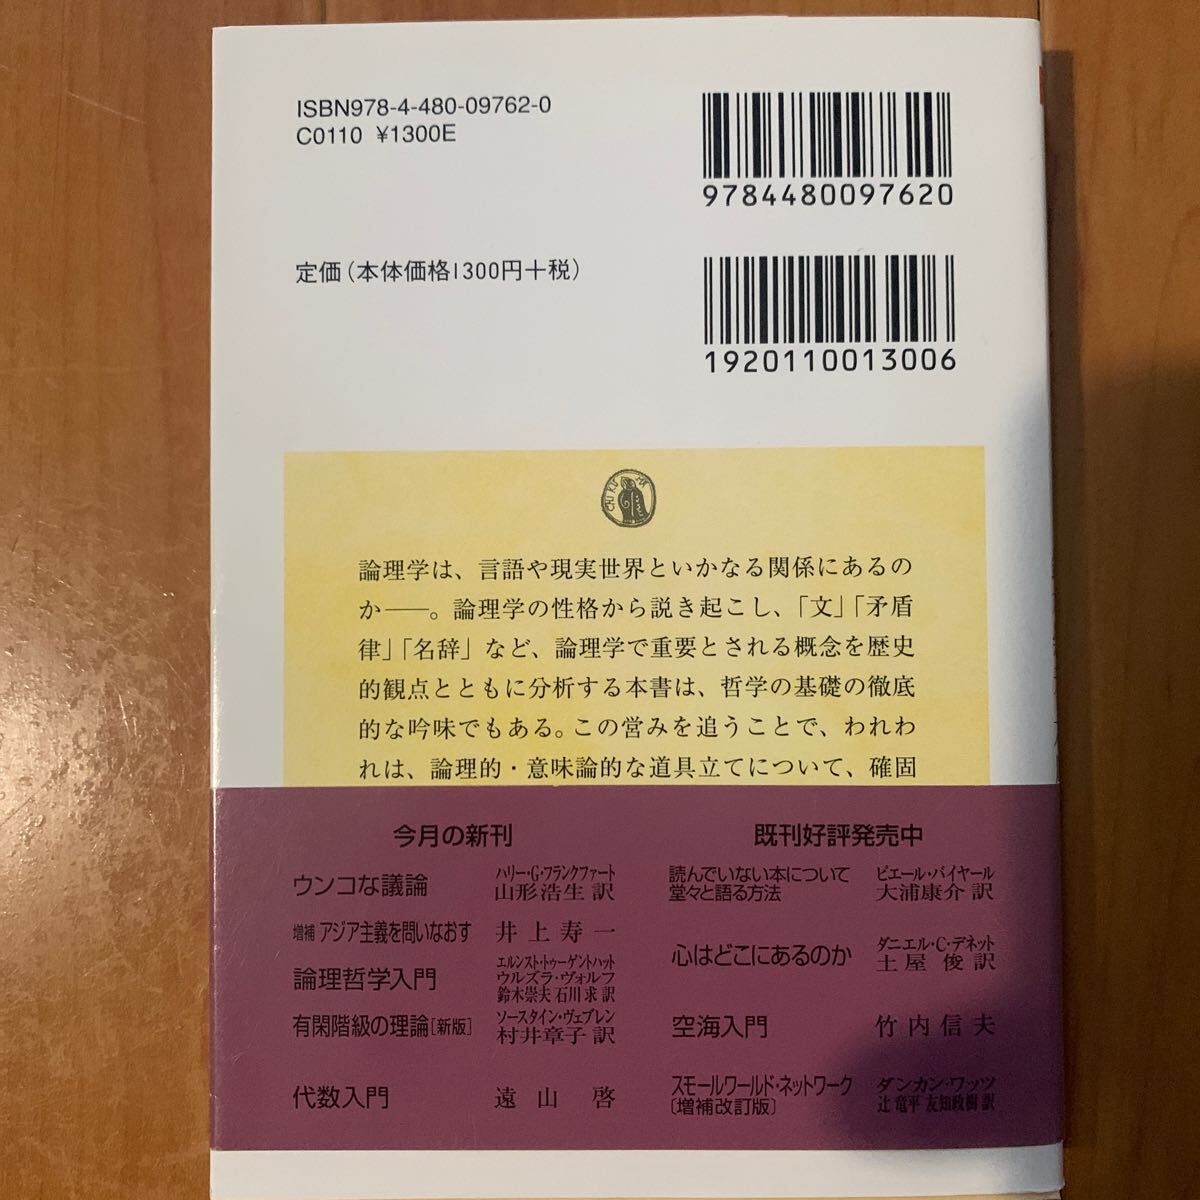 ISBN978-4-480-09762-0
C0110 ¥1300E
9784480097620
定価(本体価格1300円+税)
1920110013006
CHIKUMA
論理学は、言語や現実世界といかなる関係にあるの
か――。論理学の性格から説き起こし、「文」「矛盾
律」「名辞」など、論理学で重要とされる概念を歴史
的観点とともに分析する本書は、哲学の基礎の徹底
的な吟味でもある。この営みを追うことで、われわ
れは、論理的・意味論的な道具立てについて、確固
今月の新刊
ウンコな議論
ハリー・G・フランクファート
山形浩生 訳
増補 アジア主義を問いなおす
井上寿一
論理哲学入門
エルンスト・トゥーゲントハット
ウルズラ・ヴォルフ
鈴木崇夫 石川 求 訳
有閑階級の理論[新版]
ソースタイン・ヴェブレン
村井章子 訳
代数入門
遠山 啓
既刊好評発売中
読んでいない本について
堂々と語る方法
ピエール・バイヤール
大浦康介 訳
心はどこにあるのか
ダニエル・C・デネット
土屋 俊 訳
空海入門
竹内信夫
スモールワールド・ネットワーク
〔増補改訂版〕
ダンカン・ワッツ
辻 竜平 友知政樹 訳